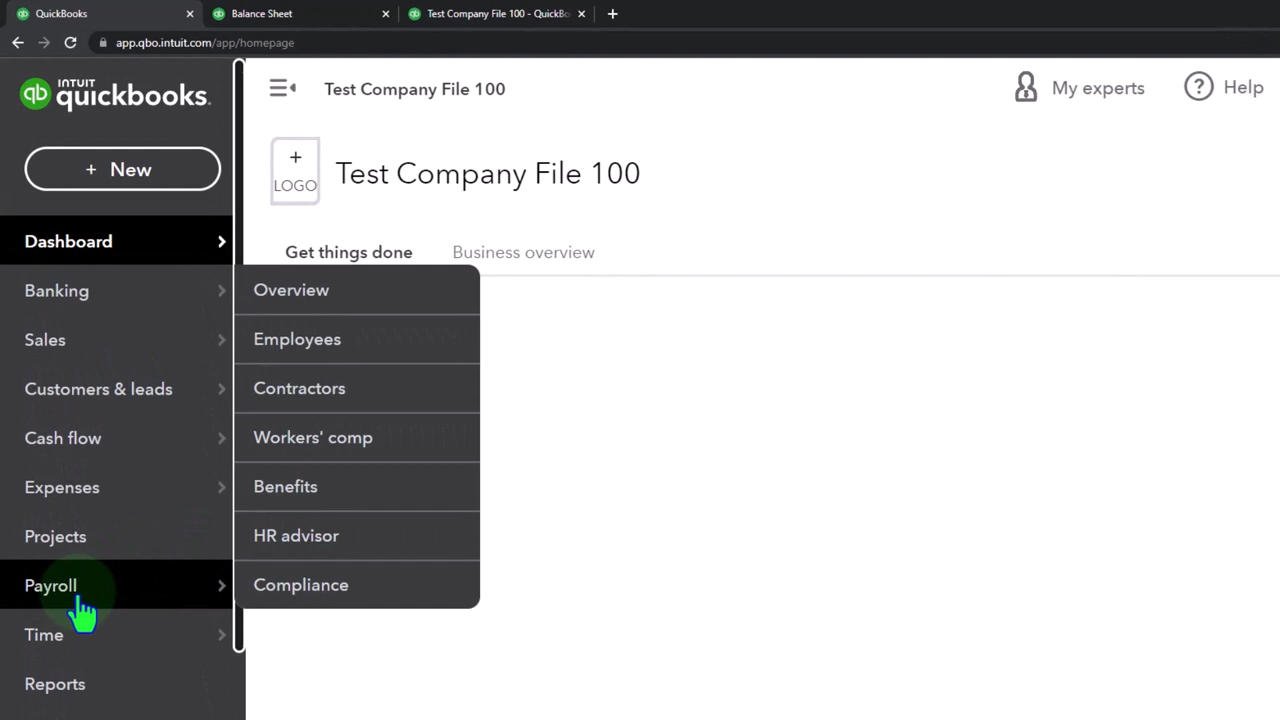 QuickBooks
Balance Sheet
Test Company File 100 - QuickBo
app.qbo.intuit.com/app/homepage
INTUIT
quickbooks.
Test Company File 100
My experts
? Help
+ New
+
LOGO
Test Company File 100
Dashboard
Get things done
Business overview
Banking
Overview
Sales
Employees
Customers & leads
Contractors
Cash flow
Workers' comp
Expenses
Benefits
Projects
HR advisor
Payroll
Compliance
Time
Reports